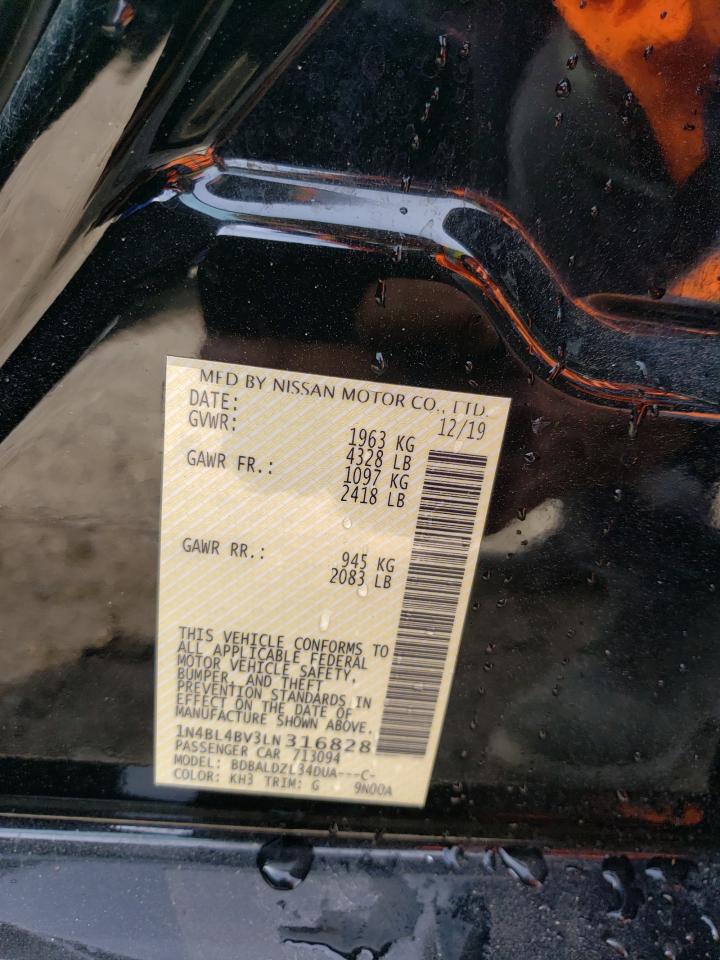 MFD BY NISSAN MOTOR CO., LTD.
DATE: 12/19
GVWR: 1963 KG
4328 LB
GAWR FR.: 1097 KG
2418 LB
GAWR RR.: 945 KG
2083 LB
THIS VEHICLE CONFORMS TO
ALL APPLICABLE FEDERAL
MOTOR VEHICLE SAFETY,
BUMPER, AND THEFT
PREVENTION STANDARDS IN
EFFECT ON THE DATE OF
MANUFACTURE SHOWN ABOVE.
1N4BL4BV3LN316828
PASSENGER CAR 713094
MODEL: BDBALDZL34DUA---C-
COLOR: KH3 TRIM: G 9N00A